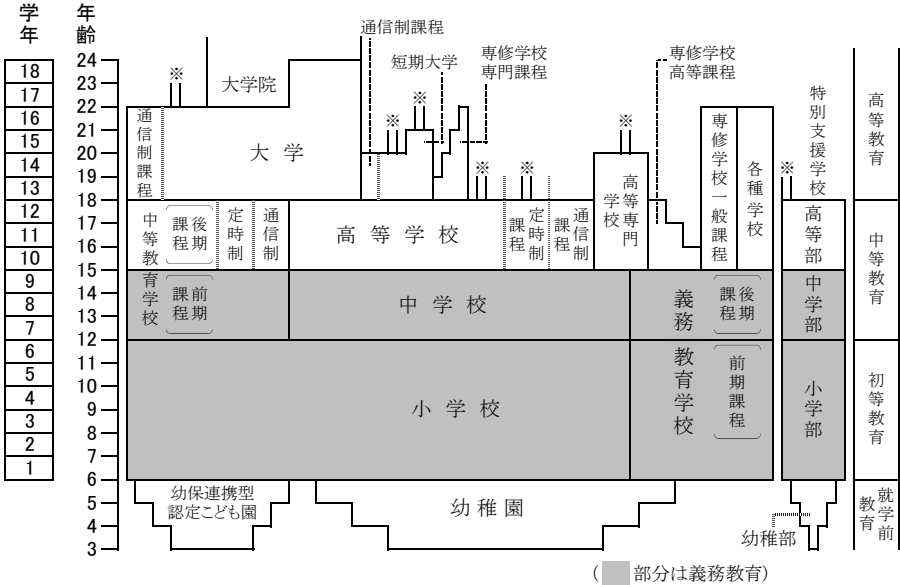 学年
年齢
18
17
16
15
14
13
12
11
10
9
8
7
6
5
4
3
2
1
24
23
22
21
20
19
18
17
16
15
14
13
12
11
10
9
8
7
6
5
4
3
※
大学院
通信制課程
大学
通信制課程
短期大学
専修学校
専門課程
※
※
※
※
専修学校
高等課程
※
高等専門
学校
専修学校一般課程
各種学校
※
特別支援学校
高等教育
中等教育学校
後期
課程
定時制
通信制
高等学校
定時制
課程
通信制
課程
高等部
中等教育
前期
課程
中学校
義務教育学校
後期
課程
中学部
小学校
前期課程
小学部
初等教育
幼保連携型
認定こども園
幼稚園
幼稚部
就学前
教育
(部分は義務教育)